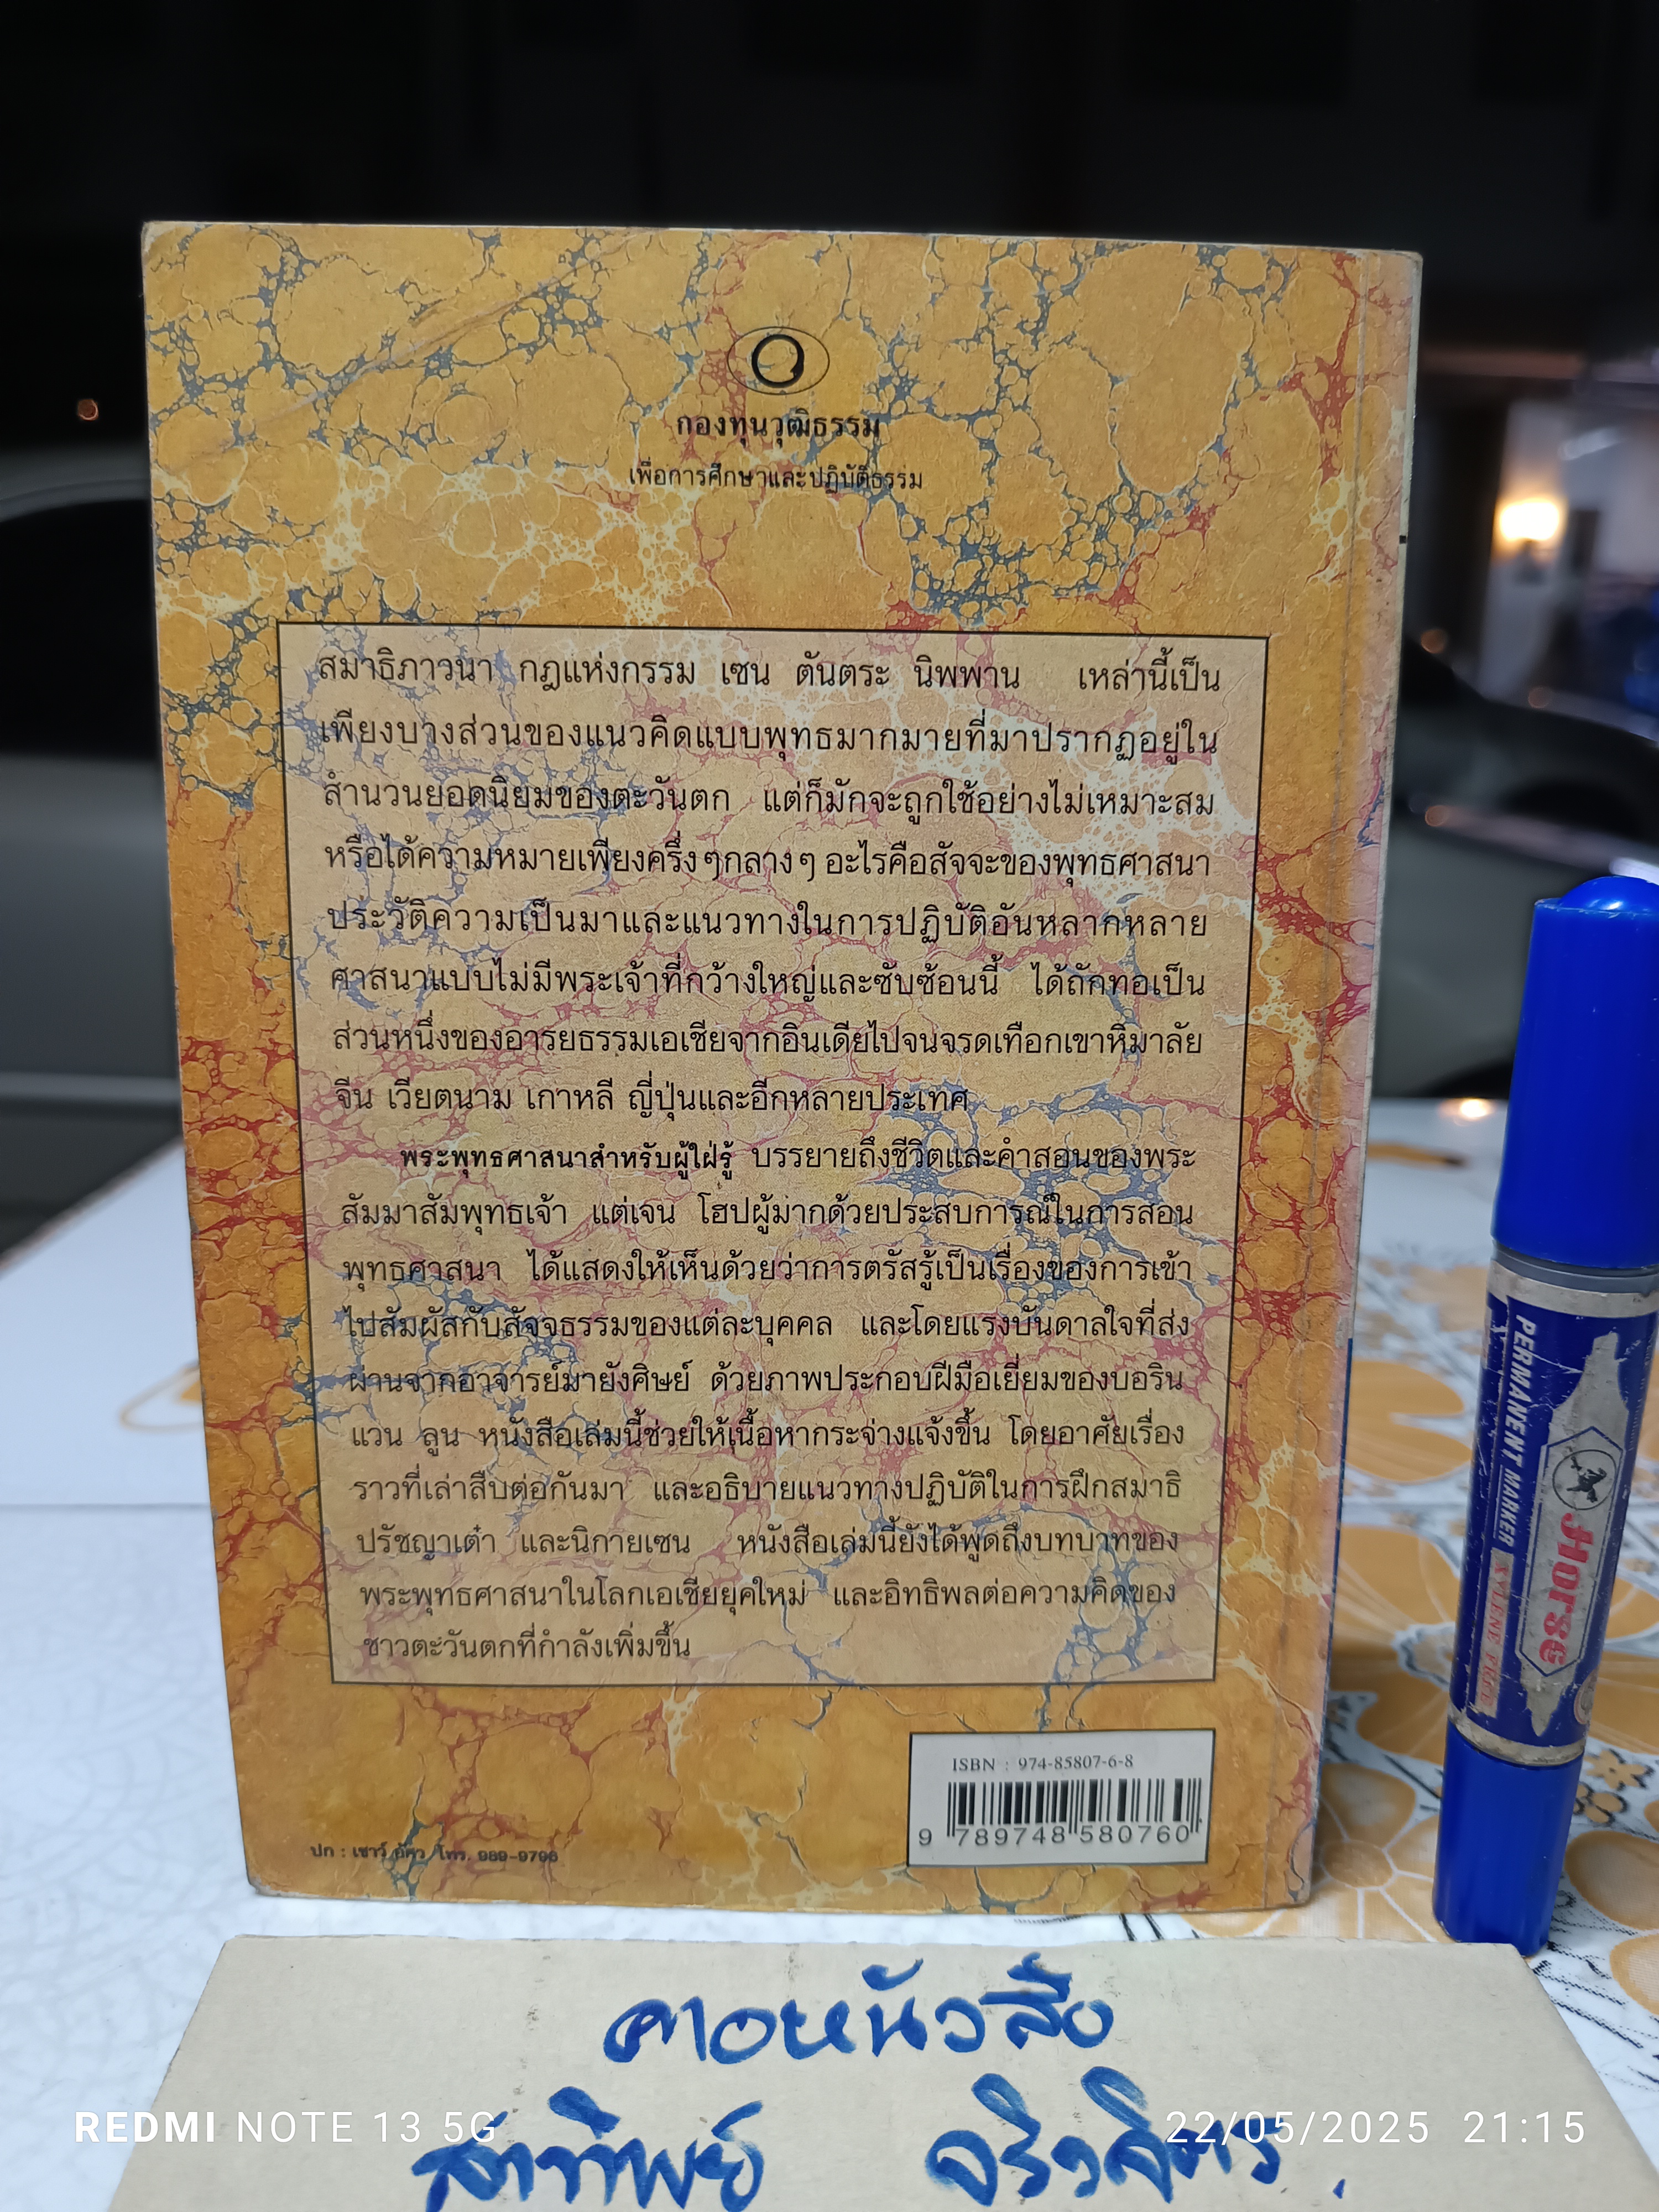 กองทุนวุฒิธรรม
เพื่อการศึกษาและปฏิบัติธรรม
สมาธิภาวนา กฎแห่งกรรม เซน ตันตระ นิพพาน เหล่านี้เป็น
เพียงบางส่วนของแนวคิดแบบพุทธมากมายที่มาปรากฏอยู่ใน
สำนวนยอดนิยมของตะวันตก แต่ก็มักจะถูกใช้อย่างไม่เหมาะสม
หรือได้ความหมายเพียงครึ่งๆกลางๆ อะไรคือสัจจะของพุทธศาสนา
ประวัติความเป็นมาและแนวทางในการปฏิบัติอันหลากหลาย
ศาสนาแบบไม่มีพระเจ้าที่กว้างใหญ่และซับซ้อนนี้ ได้ถักทอเป็น
ส่วนหนึ่งของอารยธรรมเอเชียจากอินเดียไปจนจรดเทือกเขาหิมาลัย
จีน เวียตนาม เกาหลี ญี่ปุ่นและอีกหลายประเทศ
พระพุทธศาสนาสำหรับผู้ใฝ่รู้ บรรยายถึงชีวิตและคำสอนของพระ
สัมมาสัมพุทธเจ้า แต่เจน โฮปผู้มากด้วยประสบการณ์ในการสอน
พุทธศาสนา ได้แสดงให้เห็นด้วยว่าการตรัสรู้เป็นเรื่องของการเข้า
ไปสัมผัสกับสัจจธรรมของแต่ละบุคคล และโดยแรงบันดาลใจที่ส่ง
ผ่านจากอาจารย์มายังศิษย์ ด้วยภาพประกอบฝีมือเยี่ยมของบอริน
แวน ลูน หนังสือเล่มนี้ช่วยให้เนื้อหากระจ่างแจ้งขึ้น โดยอาศัยเรื่อง
ราวที่เล่าสืบต่อกันมา และอธิบายแนวทางปฏิบัติในการฝึกสมาธิ
ปรัชญาเต๋า และนิกายเซน หนังสือเล่มนี้ยังได้พูดถึงบทบาทของ
พระพุทธศาสนาในโลกเอเชียยุคใหม่ และอิทธิพลต่อความคิดของ
ชาวตะวันตกที่กำลังเพิ่มขึ้น
ISBN : 974-85807-6-8
9 789748 580760
ปก : เชาว์ โทร. 989-9798
PERMANENT MARKER
Horse
XYLENE FREE
REDMI NOTE 13 5G
22/05/2025 21:15